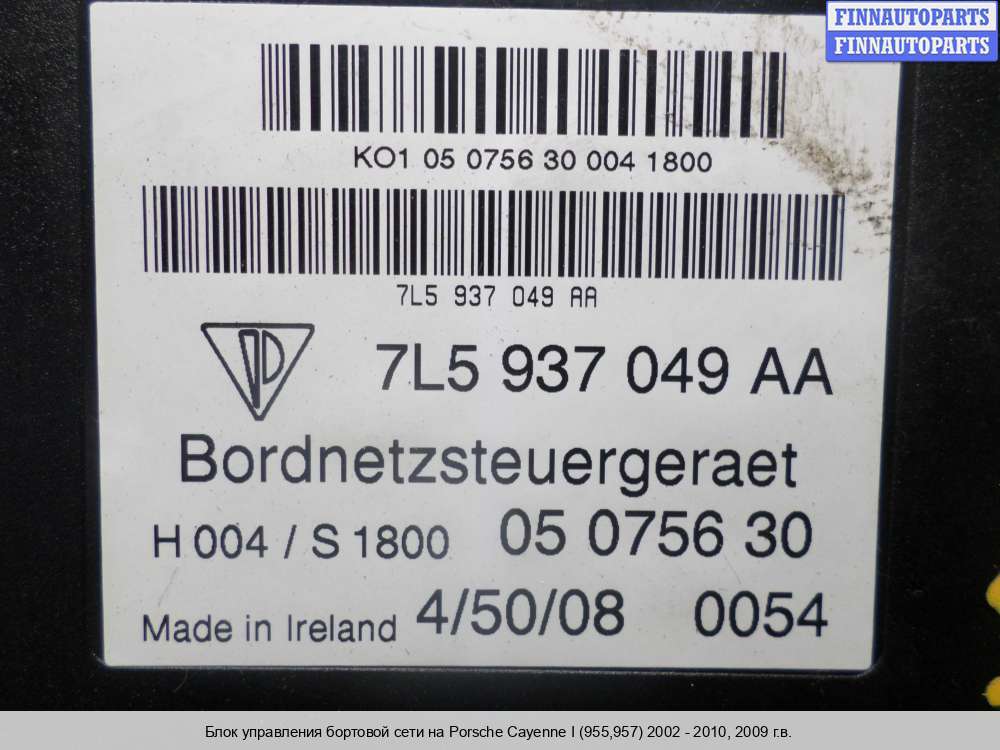 FINNAUTOPARTS
FINNAUTOPARTS
KO1 05 0756 30 004 1800
7L5 937 049 AA
7L5 937 049 AA
Bordnetzsteuergeraet
H 004 / S 1800 05 0756 30
Made in Ireland 4/50/08 0054
Блок управления бортовой сети на Porsche Cayenne I (955,957) 2002 - 2010, 2009 г.в.